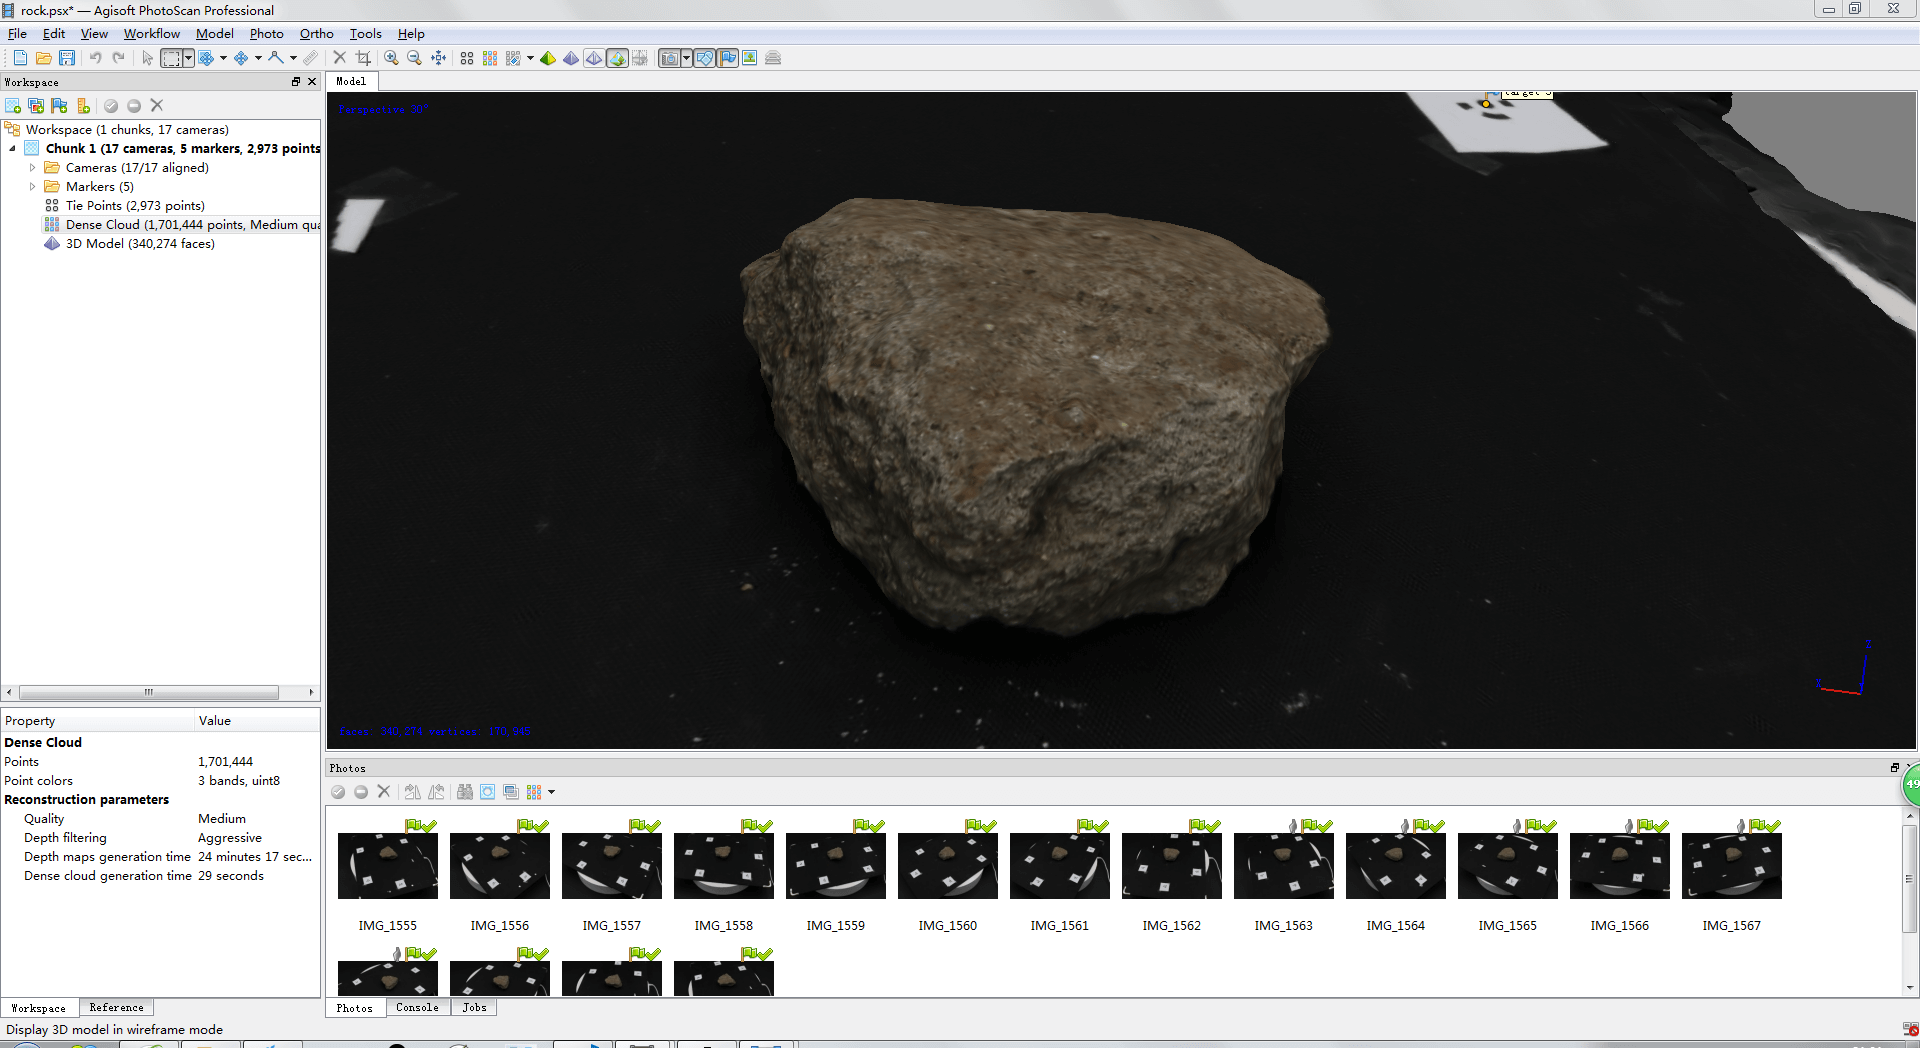 rock.psx* — Agisoft PhotoScan Professional
File Edit View Workflow Model Photo Ortho Tools Help
Workspace
Workspace (1 chunks, 17 cameras)
Chunk 1 (17 cameras, 5 markers, 2,973 points
Cameras (17/17 aligned)
Markers (5)
Tie Points (2,973 points)
Dense Cloud (1,701,444 points, Medium qua
3D Model (340,274 faces)
Property Value
Dense Cloud
Points 1,701,444
Point colors 3 bands, uint8
Reconstruction parameters
Quality Medium
Depth filtering Aggressive
Depth maps generation time 24 minutes 17 sec...
Dense cloud generation time 29 seconds
Workspace Reference
Model
Perspective 30°
target 5
faces: 340,274 vertices: 170,845
Photos
49
IMG_1555 IMG_1556 IMG_1557 IMG_1558 IMG_1559 IMG_1560 IMG_1561 IMG_1562 IMG_1563 IMG_1564 IMG_1565 IMG_1566 IMG_1567
Photos Console Jobs
Display 3D model in wireframe mode